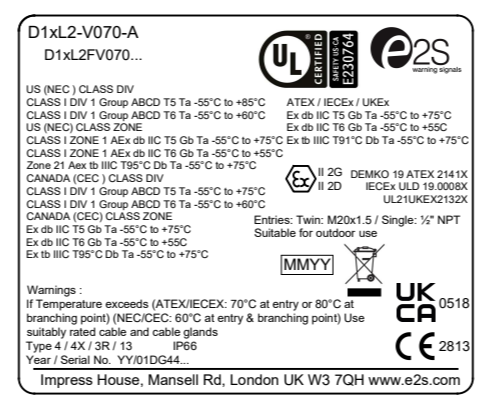 D1xL2-V070-A
D1xL2FV070...
UL
CERTIFIED
SAFETY US CA
E230764
e2S
warning signals
US (NEC ) CLASS DIV
CLASS I DIV 1 Group ABCD T5 Ta -55°C to +85°C
CLASS I DIV 1 Group ABCD T6 Ta -55°C to +60°C
US (NEC) CLASS ZONE
CLASS I ZONE 1 AEx db IIC T5 Gb Ta -55°C to +75°C
CLASS I ZONE 1 AEx db IIC T6 Gb Ta -55°C to +55°C
Zone 21 Aex tb IIIC T95°C Db Ta -55°C to +75°C
CANADA (CEC ) CLASS DIV
CLASS I DIV 1 Group ABCD T5 Ta -55°C to +75°C
CLASS I DIV 1 Group ABCD T6 Ta -55°C to +60°C
CANADA (CEC) CLASS ZONE
Ex db IIC T5 Gb Ta -55°C to +75°C
Ex db IIC T6 Gb Ta -55°C to +55C
Ex tb IIIC T95°C Db Ta -55°C to +75°C
ATEX / IECEx / UKEx
Ex db IIC T5 Gb Ta -55°C to +75°C
Ex db IIC T6 Gb Ta -55°C to +55C
Ex tb IIIC T91°C Db Ta -55°C to +75°C
Ex
II 2G
II 2D
DEMKO 19 ATEX 2141X
IECEx ULD 19.0008X
UL21UKEX2132X
Entries: Twin: M20x1.5 / Single: ½" NPT
Suitable for outdoor use
MMYY
Warnings :
If Temperature exceeds (ATEX/IECEX: 70°C at entry or 80°C at
branching point) (NEC/CEC: 60°C at entry & branching point) Use
suitably rated cable and cable glands
Type 4 / 4X / 3R / 13 IP66
Year / Serial No. YY/01DG44...
UK
CA
0518
CE 2813
Impress House, Mansell Rd, London UK W3 7QH www.e2s.com